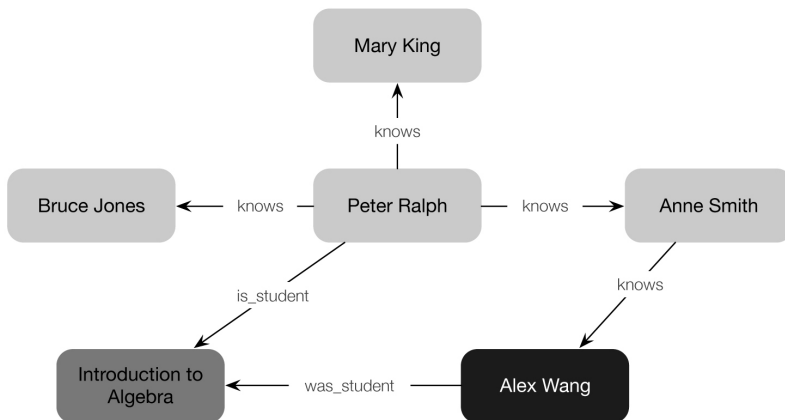 Mary King
knows
Bruce Jones
knows
Peter Ralph
knows
Anne Smith
knows
is_student
Introduction to
Algebra
was_student
Alex Wang